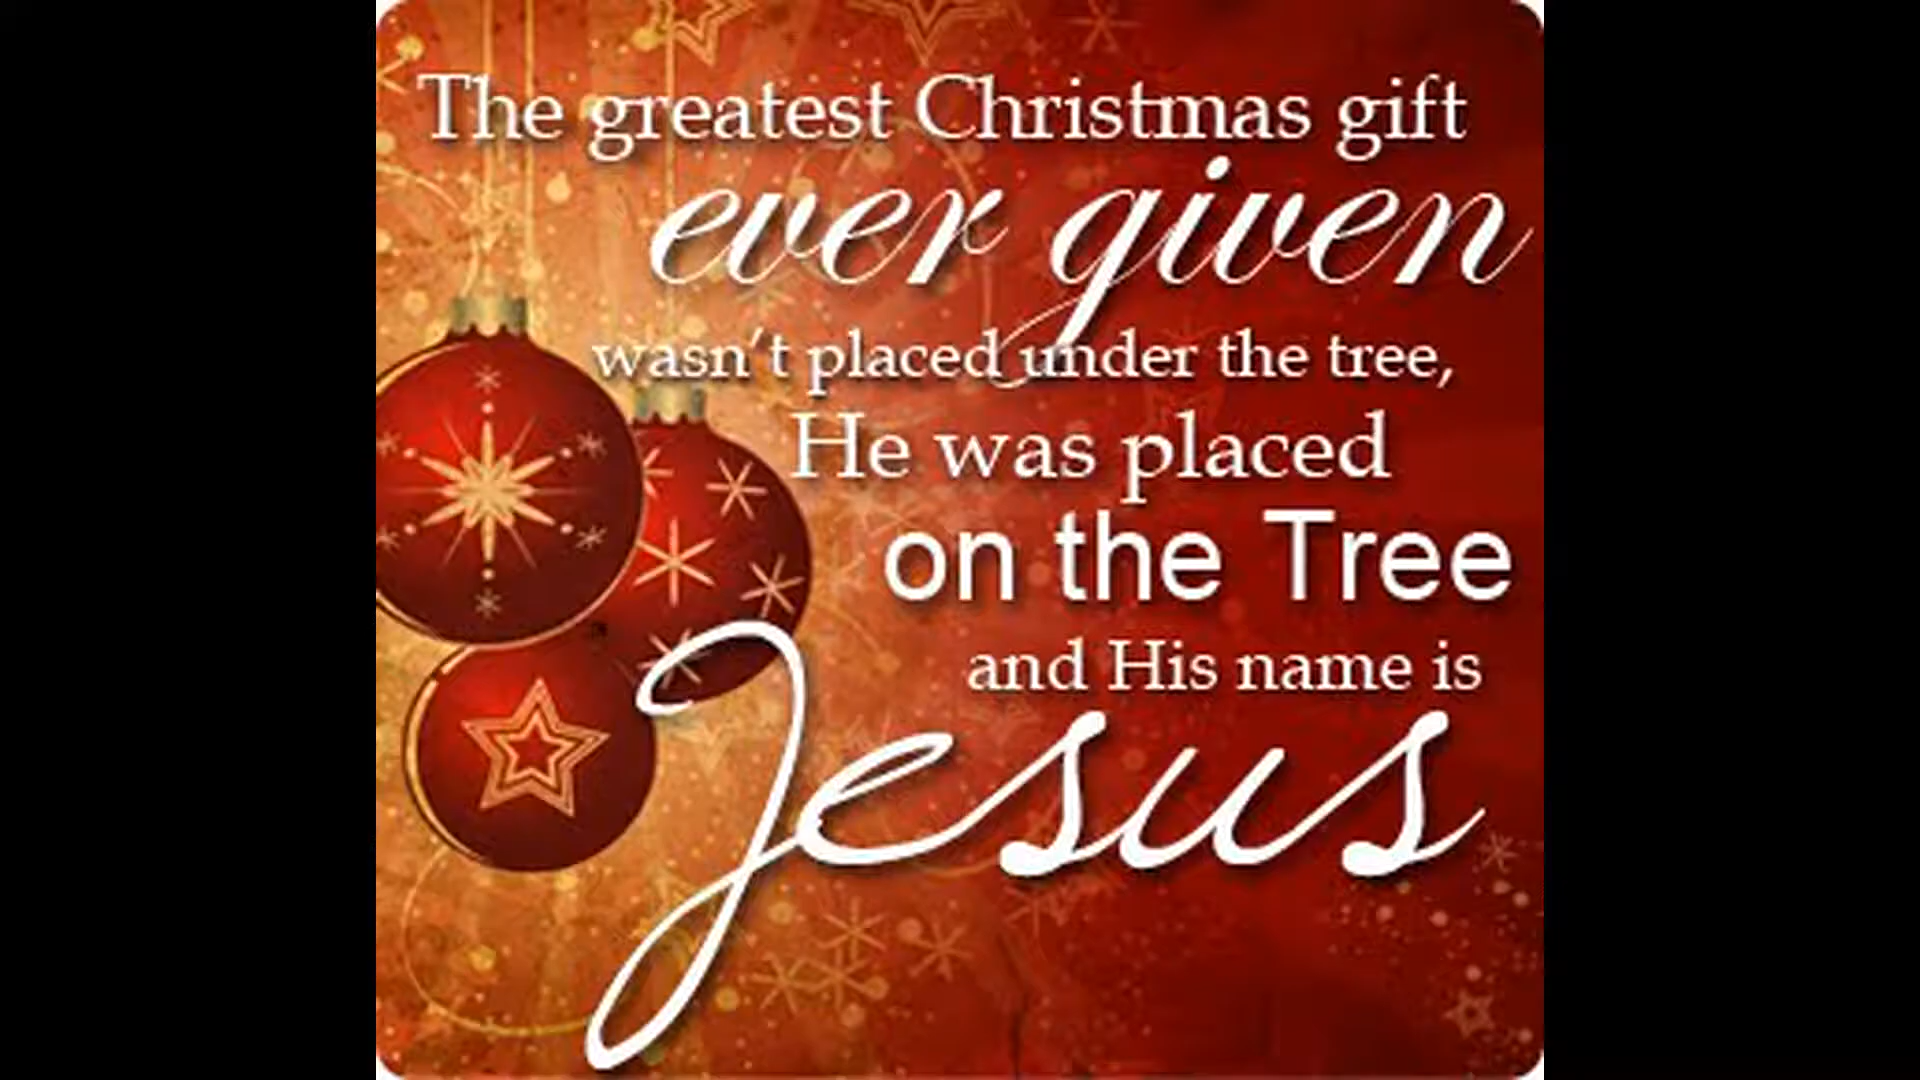 The greatest Christmas gift
ever given
wasn't placed under the tree,
He was placed
on the Tree
and His name is
Jesus